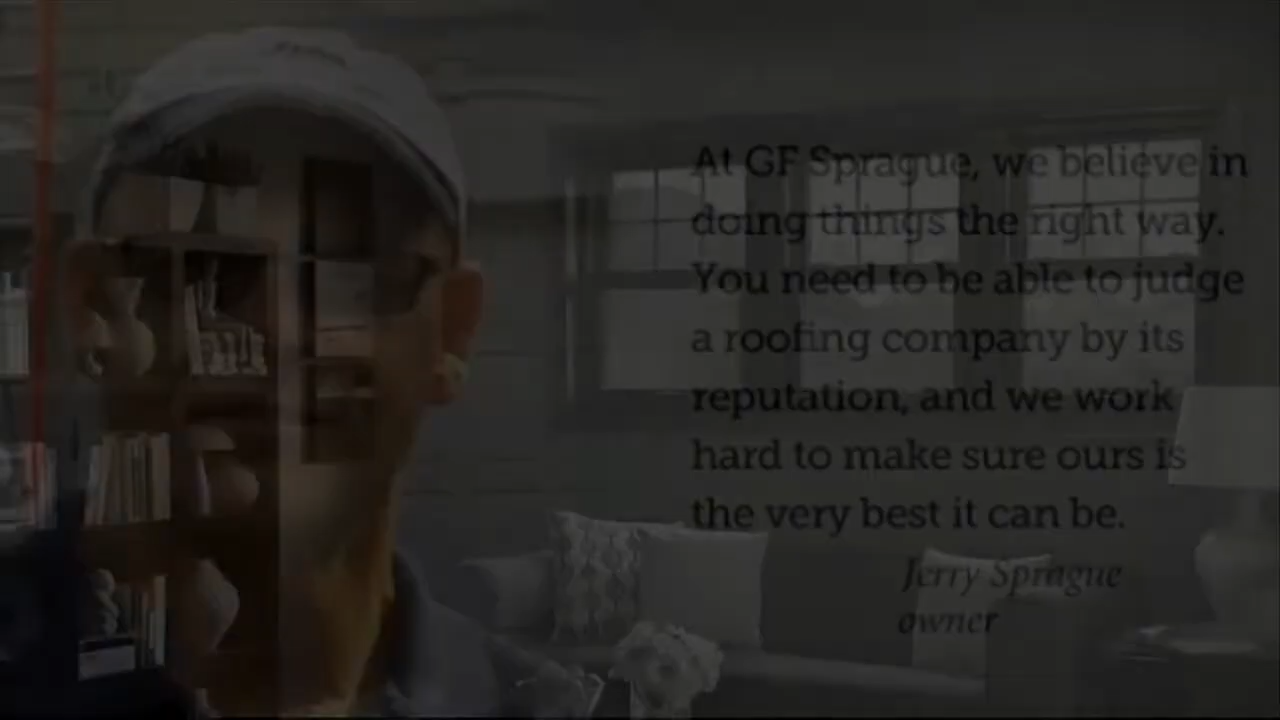 At GF Sprague, we believe in
doing things the right way.
You need to be able to judge
a roofing company by its
reputation, and we work
hard to make sure ours is
the very best it can be.
Jerry Sprague
owner